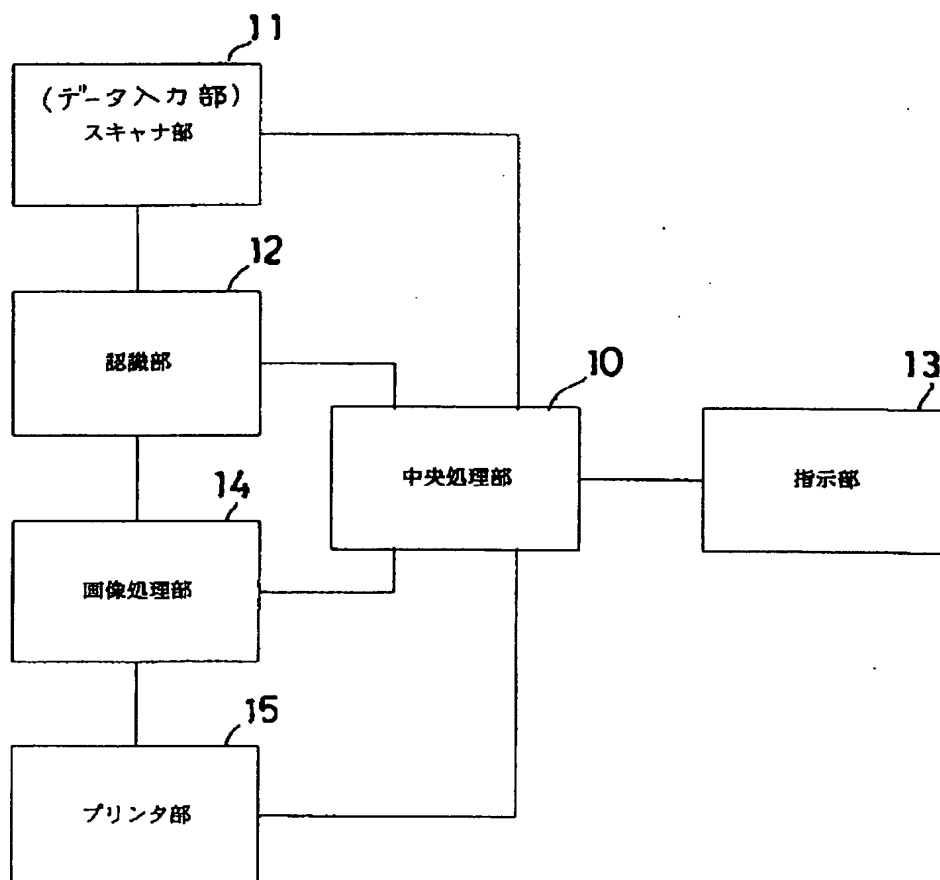 11
(データ入力部)
スキャナ部
12
認識部
10
中央処理部
13
指示部
14
画像処理部
15
プリンタ部